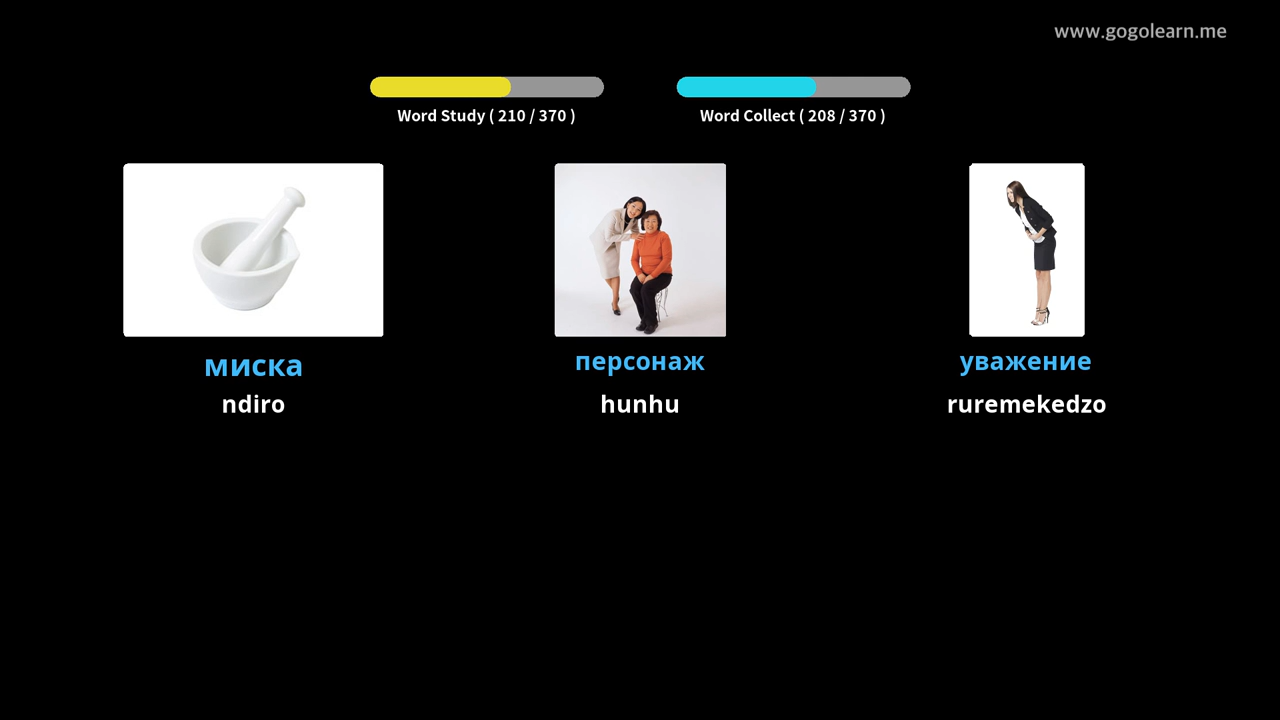 www.gogolearn.me
Word Study ( 210 / 370 )
Word Collect ( 208 / 370 )
миска
персонаж
уважение
ndiro
hunhu
ruremekedzo